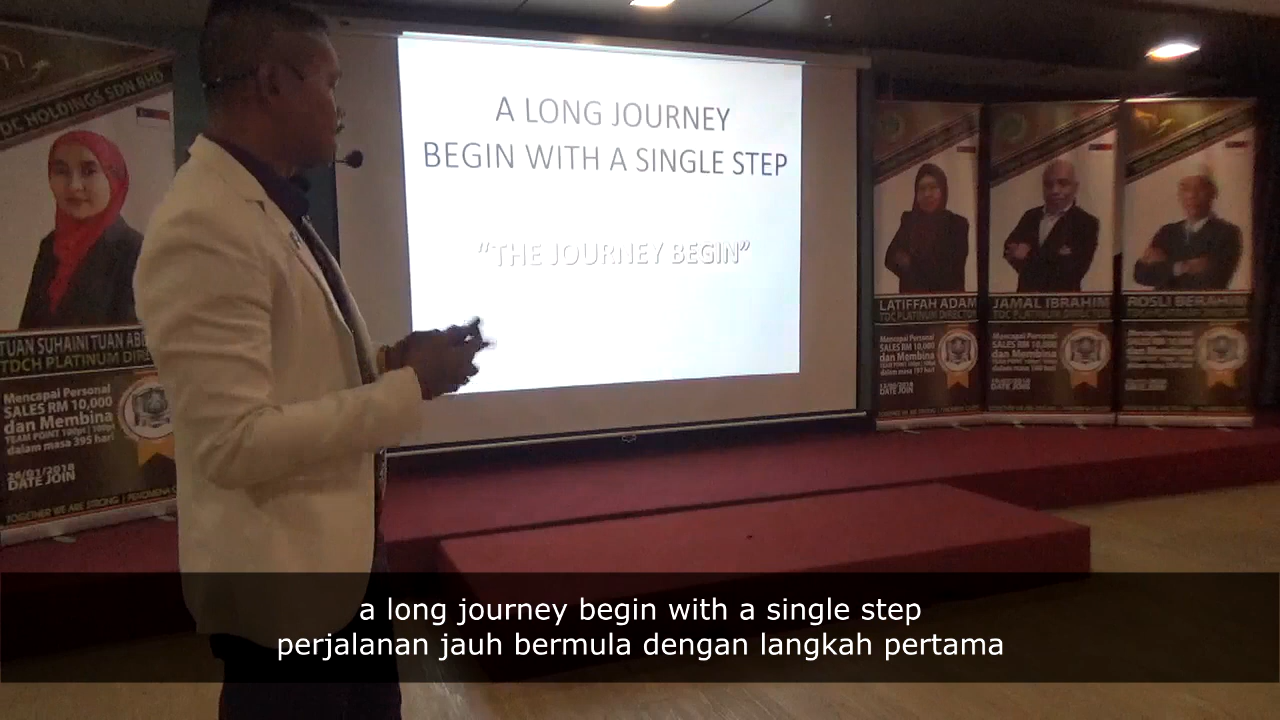 A LONG JOURNEY
BEGIN WITH A SINGLE STEP
"THE JOURNEY BEGIN"
DC HOLDINGS SDN BHD
TUAN SUHAINI TUAN AB
TDCH PLATINUM DIRE
Mencapai Personal
SALES RM 10,000
dan Membina
TEAM POINT
dalam masa 395 hari
26/01/2018
DATE JOIN
TOGETHER WE ARE STRONG | FENOMENA
LATIFFAH ADAM
TDC PLATINUM DIRECTOR
Mencapai Personal
SALES RM 10,000
dan Membina
DATE JOIN
JAMAL IBRAHIM
TDC PLATINUM DIRECTOR
Mencapai Personal
SALES RM 10,000
dan Membina
DATE JOIN
ROSLI BERAHIM
TDC PLATINUM DIRECTOR
a long journey begin with a single step
perjalanan jauh bermula dengan langkah pertama